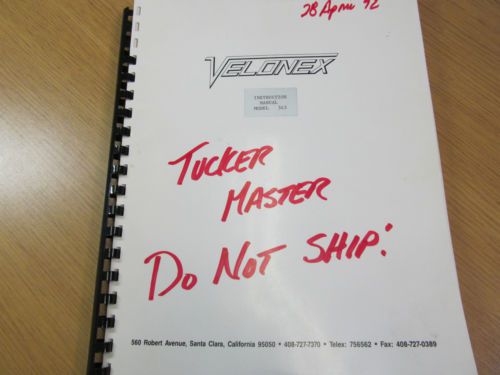 28 April 92
VELONEX
INSTRUCTION
MANUAL
MODEL 563
TUCKER
MASTER
DO NOT SHIP!
560 Robert Avenue, Santa Clara, California 95050 • 408-727-7370 • Telex: 756562 • Fax: 408-727-0389